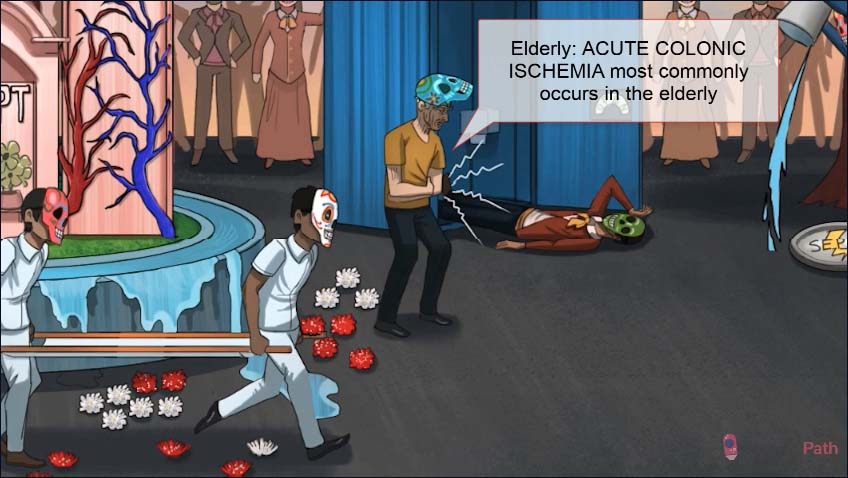 Elderly: ACUTE COLONIC
ISCHEMIA most commonly
occurs in the elderly
PT
Path